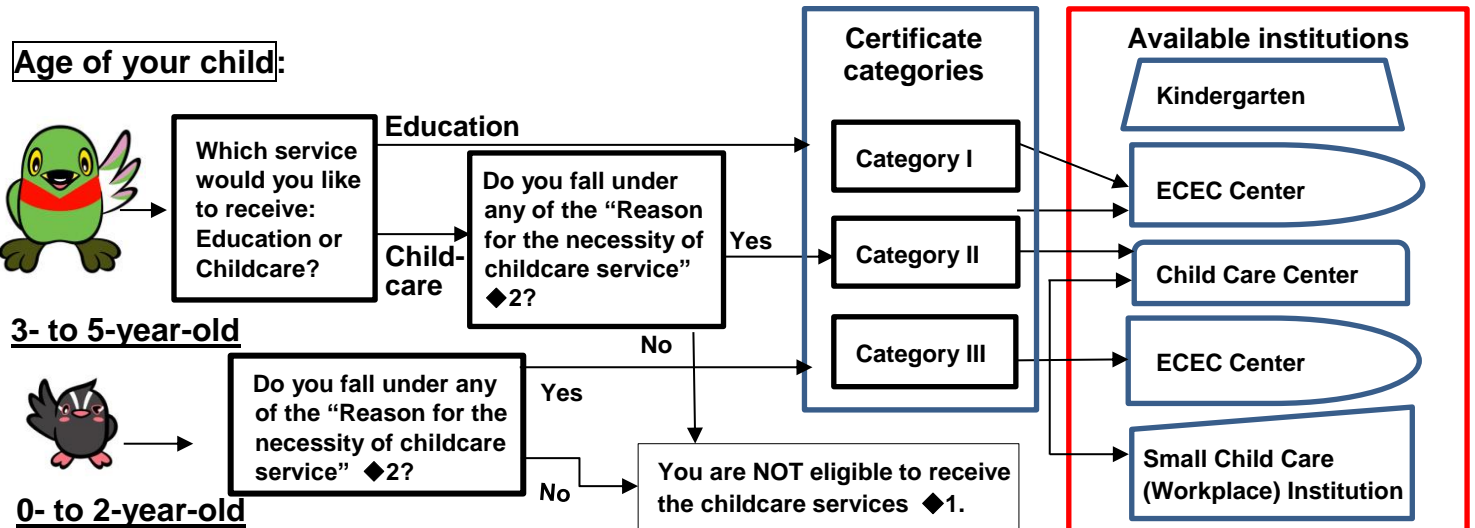 Age of your child:
Which service
would you like
to receive:
Education or
Childcare?
3- to 5-year-old
Education
Child-
care
Do you fall under
any of the “Reason
for the necessity of
childcare service”
◆2?
Yes
No
Do you fall under any
of the “Reason for the
necessity of childcare
service” ◆2?
0- to 2-year-old
Yes
No
You are NOT eligible to receive
the childcare services ◆1.
Certificate
categories
Category I
Category II
Category III
Available institutions
Kindergarten
ECEC Center
Child Care Center
ECEC Center
Small Child Care
(Workplace) Institution